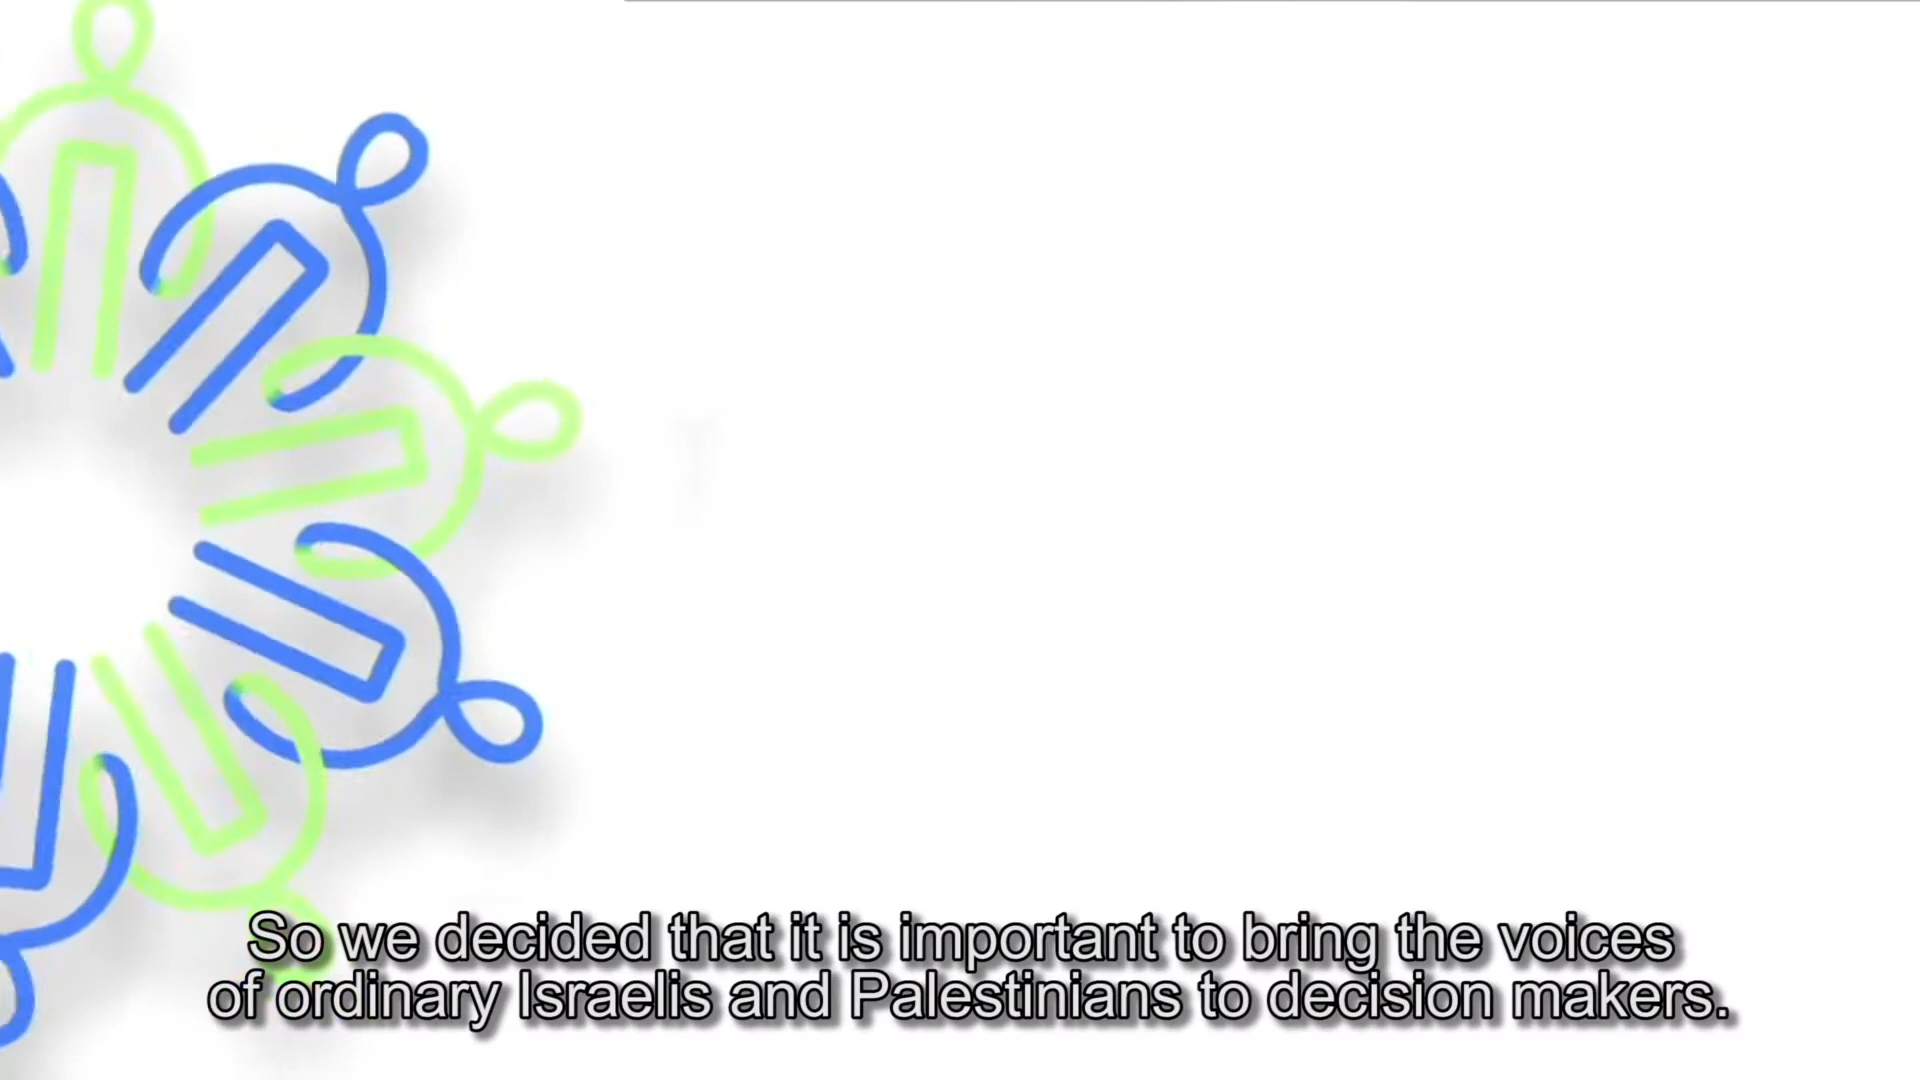 So we decided that it is important to bring the voices
of ordinary Israelis and Palestinians to decision makers.